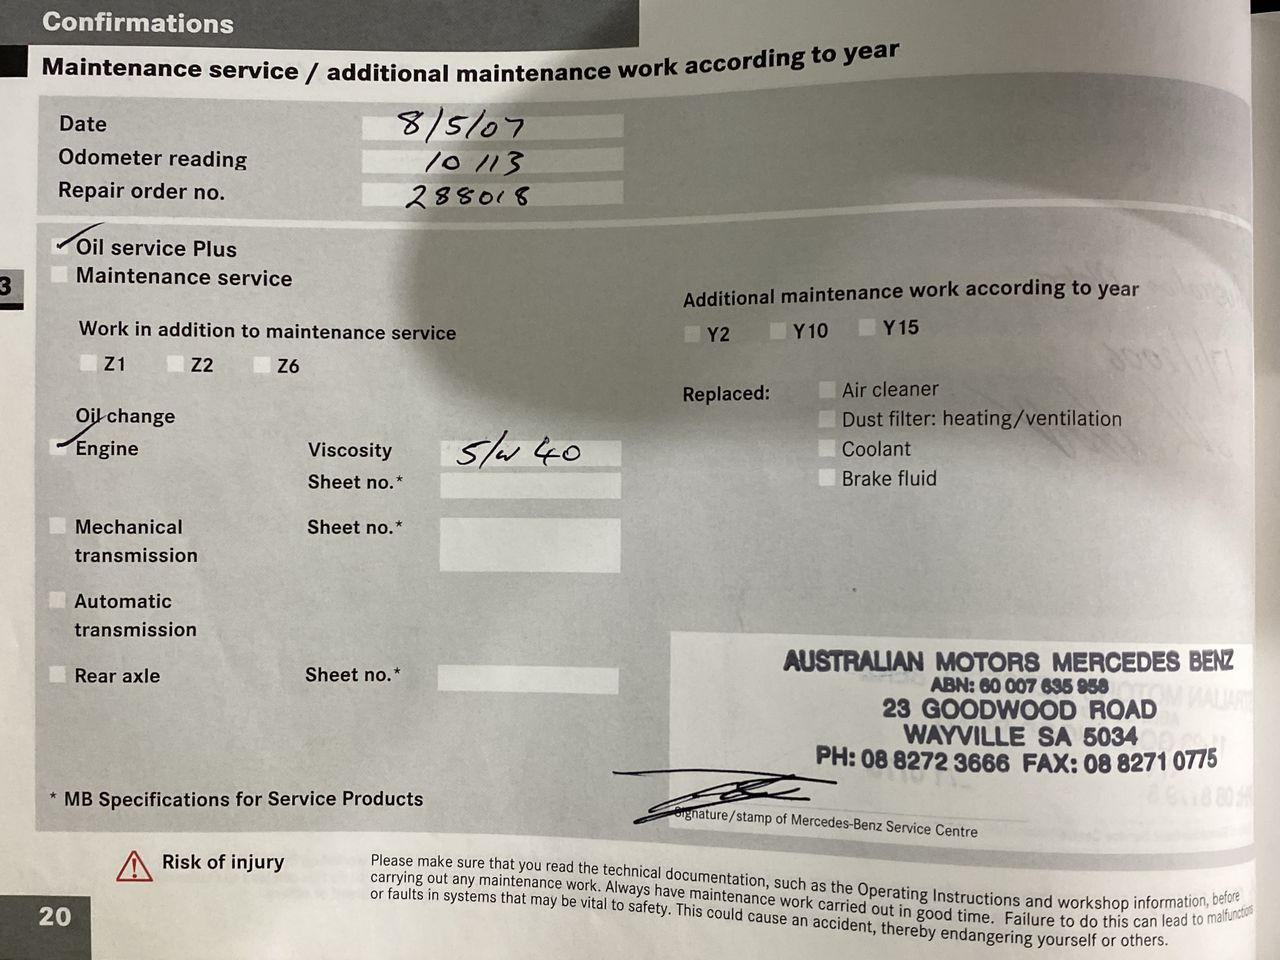 Confirmations
Maintenance service / additional maintenance work according to year
Date 8/5/07
Odometer reading 10 113
Repair order no. 288018
Oil service Plus
3
Maintenance service
Additional maintenance work according to year
Work in addition to maintenance service
Y2 Y10 Y15
Z1 Z2 Z6
Replaced: Air cleaner
Oil change
Dust filter: heating/ventilation
Engine Viscosity 5/w 40
Coolant
Sheet no.*
Brake fluid
Mechanical Sheet no.*
transmission
Automatic
transmission
Rear axle Sheet no.*
AUSTRALIAN MOTORS MERCEDES BENZ
ABN: 60 007 635 958
23 GOODWOOD ROAD
WAYVILLE SA 5034
PH: 08 8272 3666 FAX: 08 8271 0775
* MB Specifications for Service Products
Signature/stamp of Mercedes-Benz Service Centre
Risk of injury
Please make sure that you read the technical documentation, such as the Operating Instructions and workshop information, before
carrying out any maintenance work. Always have maintenance work carried out in good time. Failure to do this can lead to malfunctions
or faults in systems that may be vital to safety. This could cause an accident, thereby endangering yourself or others.
20